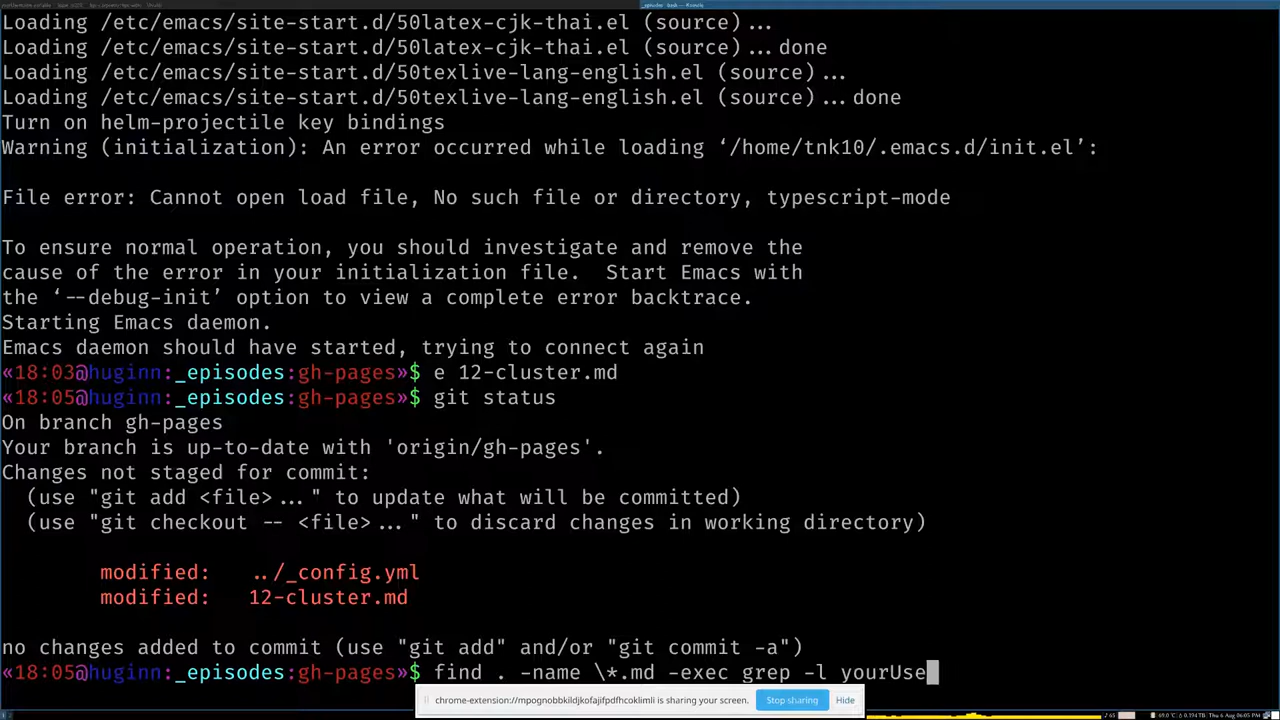 Loading /etc/emacs/site-start.d/50latex-cjk-thai.el (source)...
Loading /etc/emacs/site-start.d/50latex-cjk-thai.el (source)...done
Loading /etc/emacs/site-start.d/50texlive-lang-english.el (source)...
Loading /etc/emacs/site-start.d/50texlive-lang-english.el (source)...done
Turn on helm-projectile key bindings
Warning (initialization): An error occurred while loading ‘/home/tnk10/.emacs.d/init.el’:
File error: Cannot open load file, No such file or directory, typescript-mode
To ensure normal operation, you should investigate and remove the
cause of the error in your initialization file.  Start Emacs with
the ‘--debug-init’ option to view a complete error backtrace.
Starting Emacs daemon.
Emacs daemon should have started, trying to connect again
«18:03@huginn:_episodes:gh-pages»$ e 12-cluster.md
«18:05@huginn:_episodes:gh-pages»$ git status
On branch gh-pages
Your branch is up-to-date with 'origin/gh-pages'.
Changes not staged for commit:
(use "git add <file>..." to update what will be committed)
(use "git checkout -- <file>..." to discard changes in working directory)
modified:   ../_config.yml
modified:   12-cluster.md
no changes added to commit (use "git add" and/or "git commit -a")
«18:05@huginn:_episodes:gh-pages»$ find . -name \*.md -exec grep -l yourUse
chrome-extension://mpognobbkildjkofajifpdfhcoklimli is sharing your screen. Stop sharing Hide
Thu 6 Aug, 06:05 PM